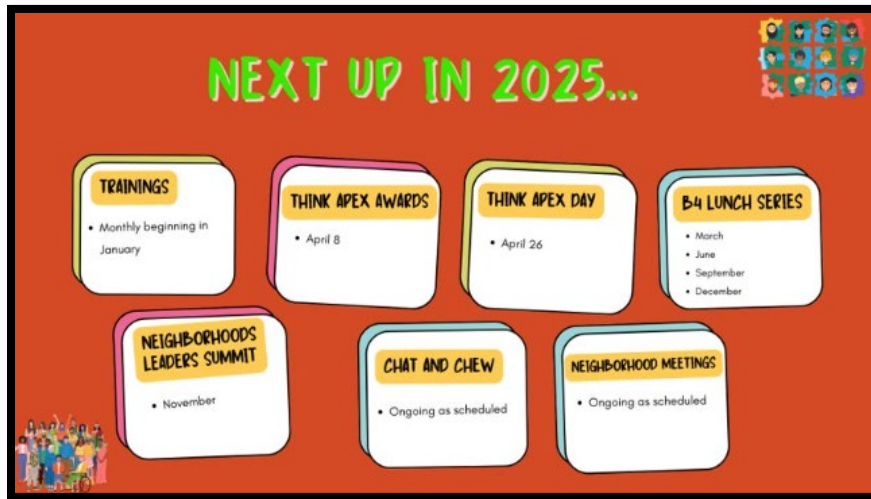 NEXT UP IN 2025...
TRAININGS
• Monthly beginning in
January
THINK APEX AWARDS
• April 8
THINK APEX DAY
• April 26
B4 LUNCH SERIES
• March
• June
• September
• December
NEIGHBORHOODS
LEADERS SUMMIT
• November
CHAT AND CHEW
• Ongoing as scheduled
NEIGHBORHOOD MEETINGS
• Ongoing as scheduled